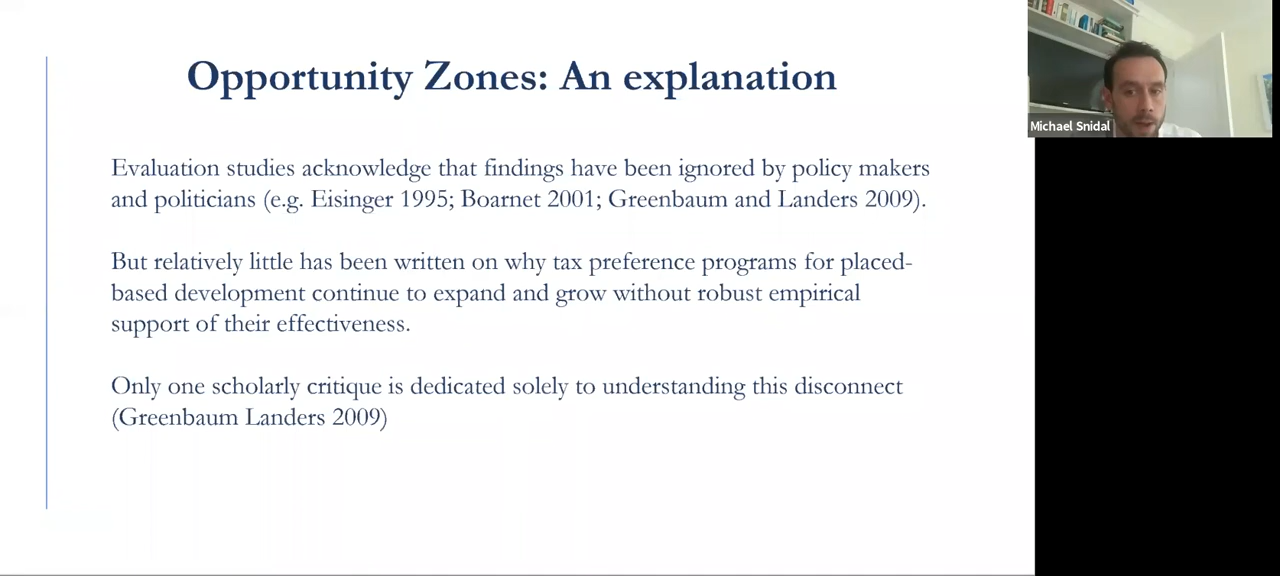 Opportunity Zones: An explanation
Evaluation studies acknowledge that findings have been ignored by policy makers
and politicians (e.g. Eisinger 1995; Boarnet 2001; Greenbaum and Landers 2009).
But relatively little has been written on why tax preference programs for placed-
based development continue to expand and grow without robust empirical
support of their effectiveness.
Only one scholarly critique is dedicated solely to understanding this disconnect
(Greenbaum Landers 2009)
Michael Snidal